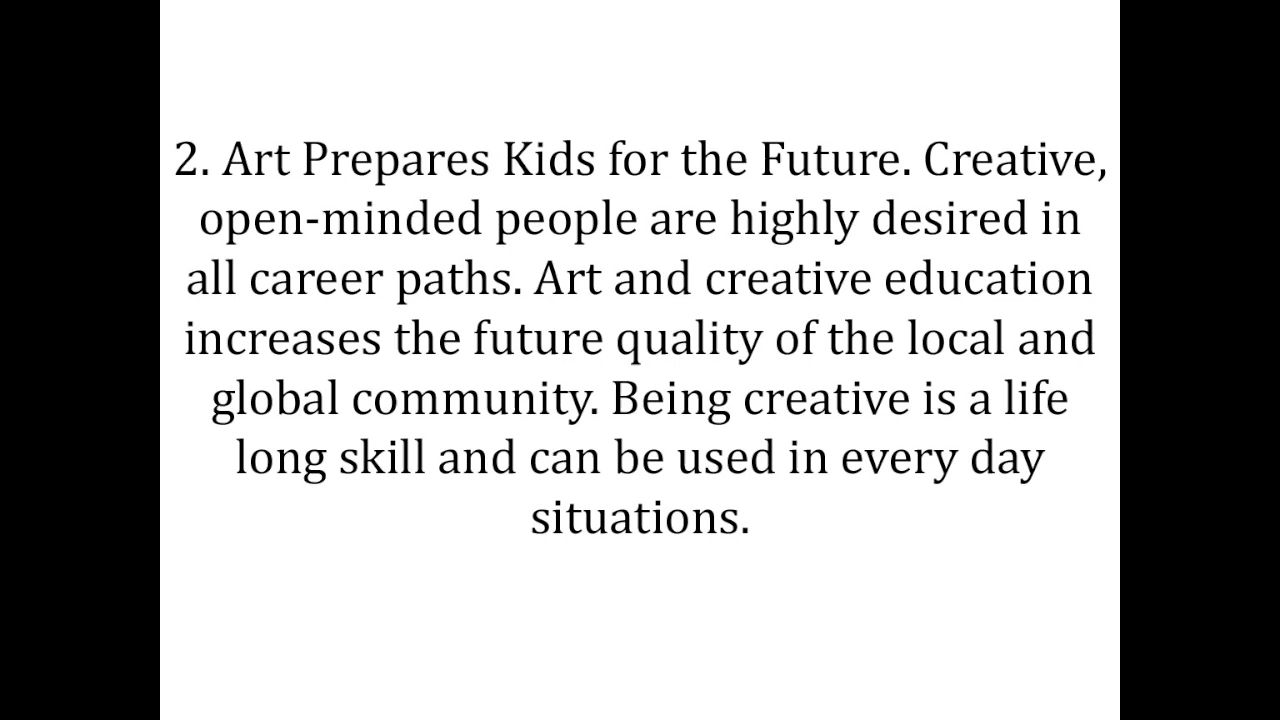 2. Art Prepares Kids for the Future. Creative,
open-minded people are highly desired in
all career paths. Art and creative education
increases the future quality of the local and
global community. Being creative is a life
long skill and can be used in every day
situations.